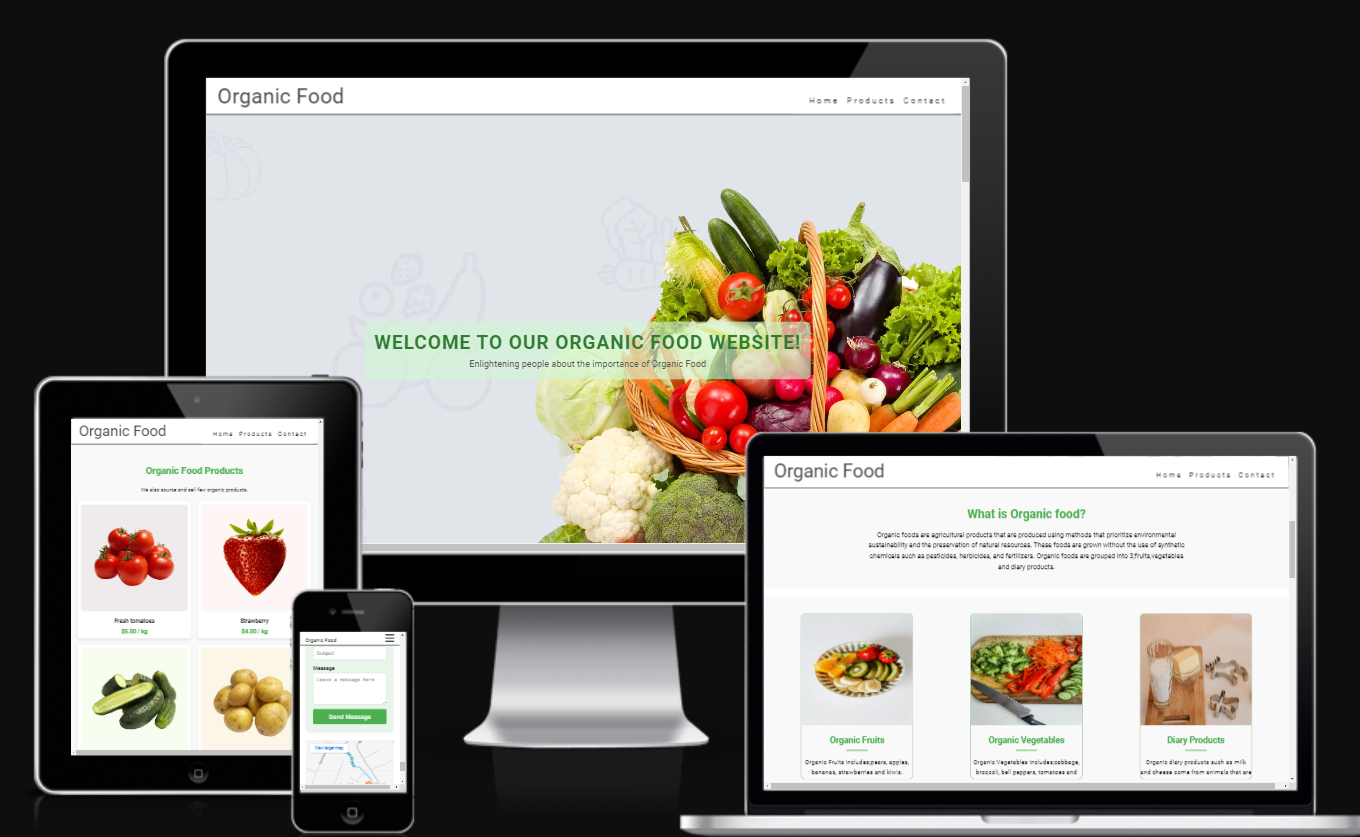 Organic Food
Home Products Contact
WELCOME TO OUR ORGANIC FOOD WEBSITE!
Enlightening people about the importance of Organic Food
Organic Food
Home Products Contact
Organic Food Products
We also source and sell few organic products.
Fresh tomatoes
$5.00 / kg
Strawberry
$4.50 / kg
Organic Food
Subject
Message
Leave a message here
Send Message
View larger map
Organic Food
Home Products Contact
What is Organic food?
Organic foods are agricultural products that are produced using methods that prioritize environmental
sustainability and the preservation of natural resources. These foods are grown without the use of synthetic
chemicals such as pesticides, herbicides, and fertilizers. Organic foods are grouped into 3;fruits,vegetables
and diary products.
Organic Fruits
Organic Fruits includes;pears, apples,
bananas, strawberries and kiwis.
Organic Vegetables
Organic Vegetables includes;cabbage,
broccoli, bell peppers, tomatoes and
Diary Products
Organic diary products such as milk
and cheese come from animals that are